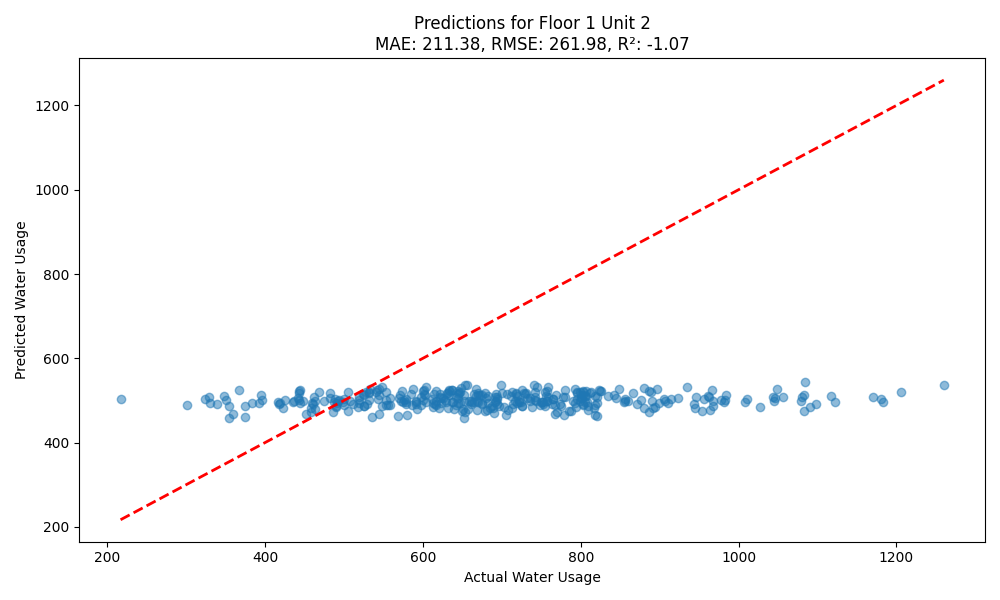 Predictions for Floor 1 Unit 2
MAE: 211.38, RMSE: 261.98, R²: -1.07
1200
1000
800
600
400
200
Predicted Water Usage
200 400 600 800 1000 1200
Actual Water Usage